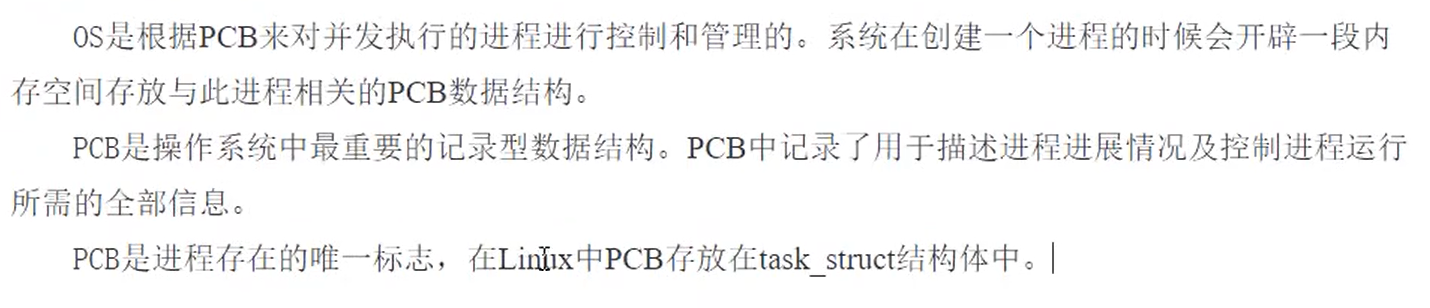 OS是根据PCB来对并发执行的进程进行控制和管理的。系统在创建一个进程的时候会开辟一段内
存空间存放与此进程相关的PCB数据结构。
PCB是操作系统中最重要的记录型数据结构。PCB中记录了用于描述进程进展情况及控制进程运行
所需的全部信息。
PCB是进程存在的唯一标志，在Linux中PCB存放在task_struct结构体中。